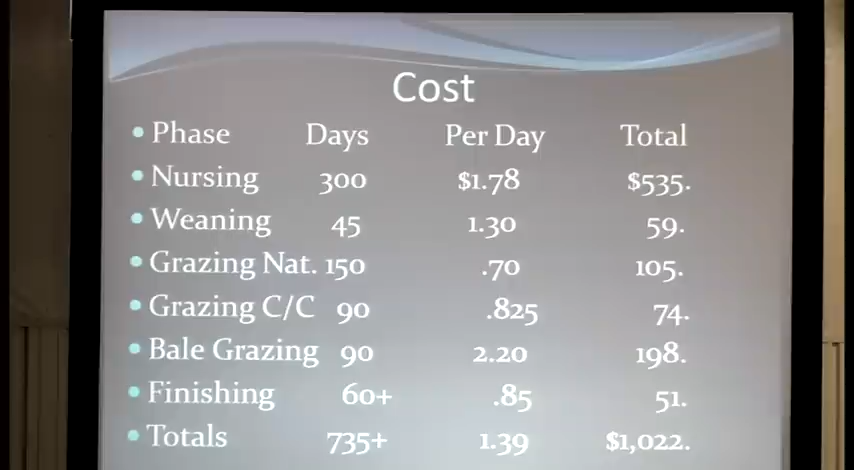 Cost
• Phase Days Per Day Total
• Nursing 300 $1.78 $535.
• Weaning 45 1.30 59.
• Grazing Nat. 150 .70 105.
• Grazing C/C 90 .825 74.
• Bale Grazing 90 2.20 198.
• Finishing 60+ .85 51.
• Totals 735+ 1.39 $1,022.